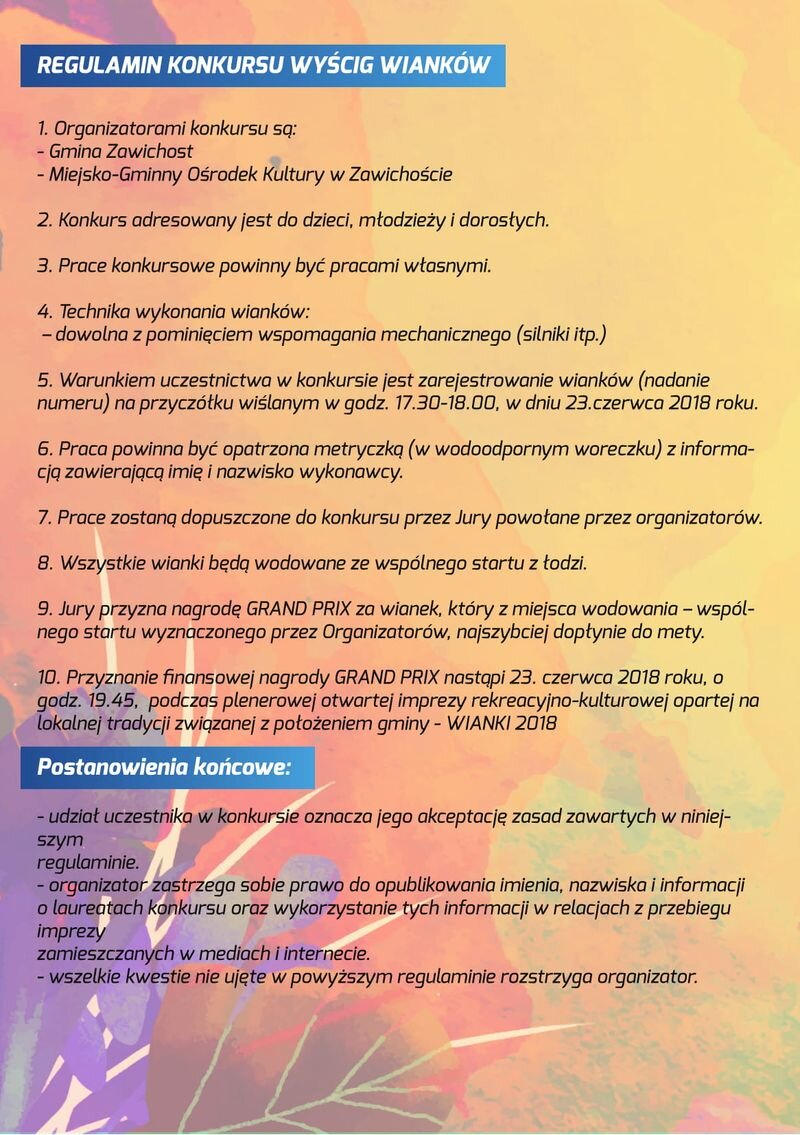 REGULAMIN KONKURSU WYŚCIG WIANKÓW
1. Organizatorami konkursu są:
- Gmina Zawichost
- Miejsko-Gminny Ośrodek Kultury w Zawichoście
2. Konkurs adresowany jest do dzieci, młodzieży i dorosłych.
3. Prace konkursowe powinny być pracami własnymi.
4. Technika wykonania wianków:
– dowolna z pominięciem wspomagania mechanicznego (silniki itp.)
5. Warunkiem uczestnictwa w konkursie jest zarejestrowanie wianków (nadanie
numeru) na przyczółku wiślanym w godz. 17.30-18.00, w dniu 23.czerwca 2018 roku.
6. Praca powinna być opatrzona metryczką (w wodoodpornym woreczku) z informa-
cją zawierającą imię i nazwisko wykonawcy.
7. Prace zostaną dopuszczone do konkursu przez Jury powołane przez organizatorów.
8. Wszystkie wianki będą wodowane ze wspólnego startu z łodzi.
9. Jury przyzna nagrodę GRAND PRIX za wianek, który z miejsca wodowania – wspól-
nego startu wyznaczonego przez Organizatorów, najszybciej dopłynie do mety.
10. Przyznanie finansowej nagrody GRAND PRIX nastąpi 23. czerwca 2018 roku, o
godz. 19.45, podczas plenerowej otwartej imprezy rekreacyjno-kulturowej opartej na
lokalnej tradycji związanej z położeniem gminy - WIANKI 2018
Postanowienia końcowe:
- udział uczestnika w konkursie oznacza jego akceptację zasad zawartych w niniej-
szym
regulaminie.
- organizator zastrzega sobie prawo do opublikowania imienia, nazwiska i informacji
o laureatach konkursu oraz wykorzystanie tych informacji w relacjach z przebiegu
imprezy
zamieszczanych w mediach i internecie.
- wszelkie kwestie nie ujęte w powyższym regulaminie rozstrzyga organizator.